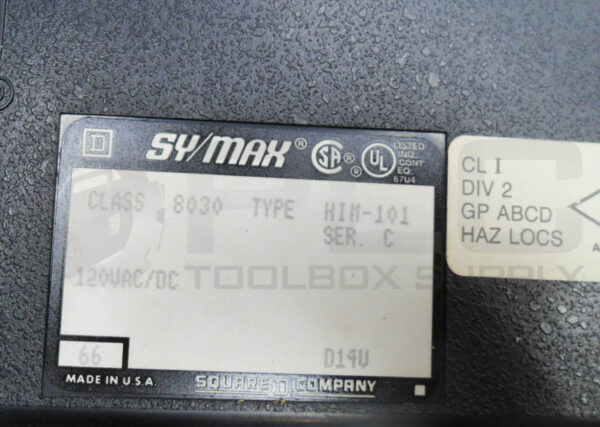 SY/MAX®
® ® LISTED
IND.
CONT
EQ.
67U4
CLASS 8030 TYPE HIM-101
SER. C
120VAC/DC
66
D14V
MADE IN U.S.A.
SQUARE D COMPANY
CL I
DIV 2
GP ABCD
HAZ LOCS
A
PLC
TOOLBOX SUPPLY